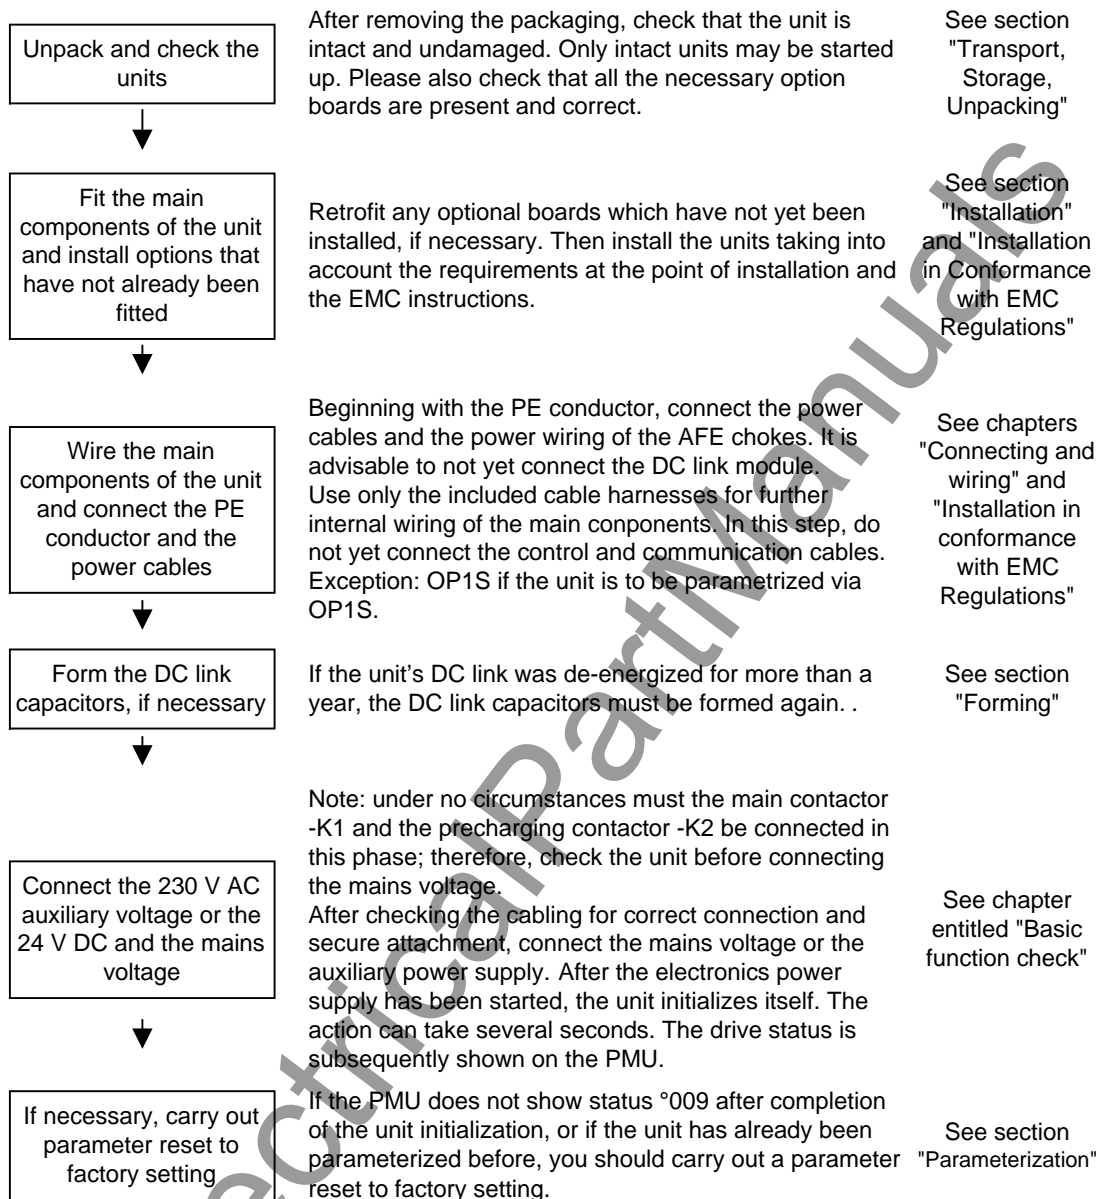 Unpack and check the
units
After removing the packaging, check that the unit is
intact and undamaged. Only intact units may be started
up. Please also check that all the necessary option
boards are present and correct.
See section
"Transport,
Storage,
Unpacking"
Fit the main
components of the unit
and install options that
have not already been
fitted
Retrofit any optional boards which have not yet been
installed, if necessary. Then install the units taking into
account the requirements at the point of installation and
the EMC instructions.
See section
"Installation"
and "Installation
in Conformance
with EMC
Regulations"
Wire the main
components of the unit
and connect the PE
conductor and the
power cables
Beginning with the PE conductor, connect the power
cables and the power wiring of the AFE chokes. It is
advisable to not yet connect the DC link module.
Use only the included cable harnesses for further
internal wiring of the main conponents. In this step, do
not yet connect the control and communication cables.
Exception: OP1S if the unit is to be parametrized via
OP1S.
See chapters
"Connecting and
wiring" and
"Installation in
conformance
with EMC
Regulations"
Form the DC link
capacitors, if necessary
If the unit's DC link was de-energized for more than a
year, the DC link capacitors must be formed again. .
See section
"Forming"
Connect the 230 V AC
auxiliary voltage or the
24 V DC and the mains
voltage
Note: under no circumstances must the main contactor
-K1 and the precharging contactor -K2 be connected in
this phase; therefore, check the unit before connecting
the mains voltage.
After checking the cabling for correct connection and
secure attachment, connect the mains voltage or the
auxiliary power supply. After the electronics power
supply has been started, the unit initializes itself. The
action can take several seconds. The drive status is
subsequently shown on the PMU.
See chapter
entitled "Basic
function check"
If necessary, carry out
parameter reset to
factory setting
If the PMU does not show status °009 after completion
of the unit initialization, or if the unit has already been
parameterized before, you should carry out a parameter
reset to factory setting.
See section
"Parameterization"
ectricalPartManuals